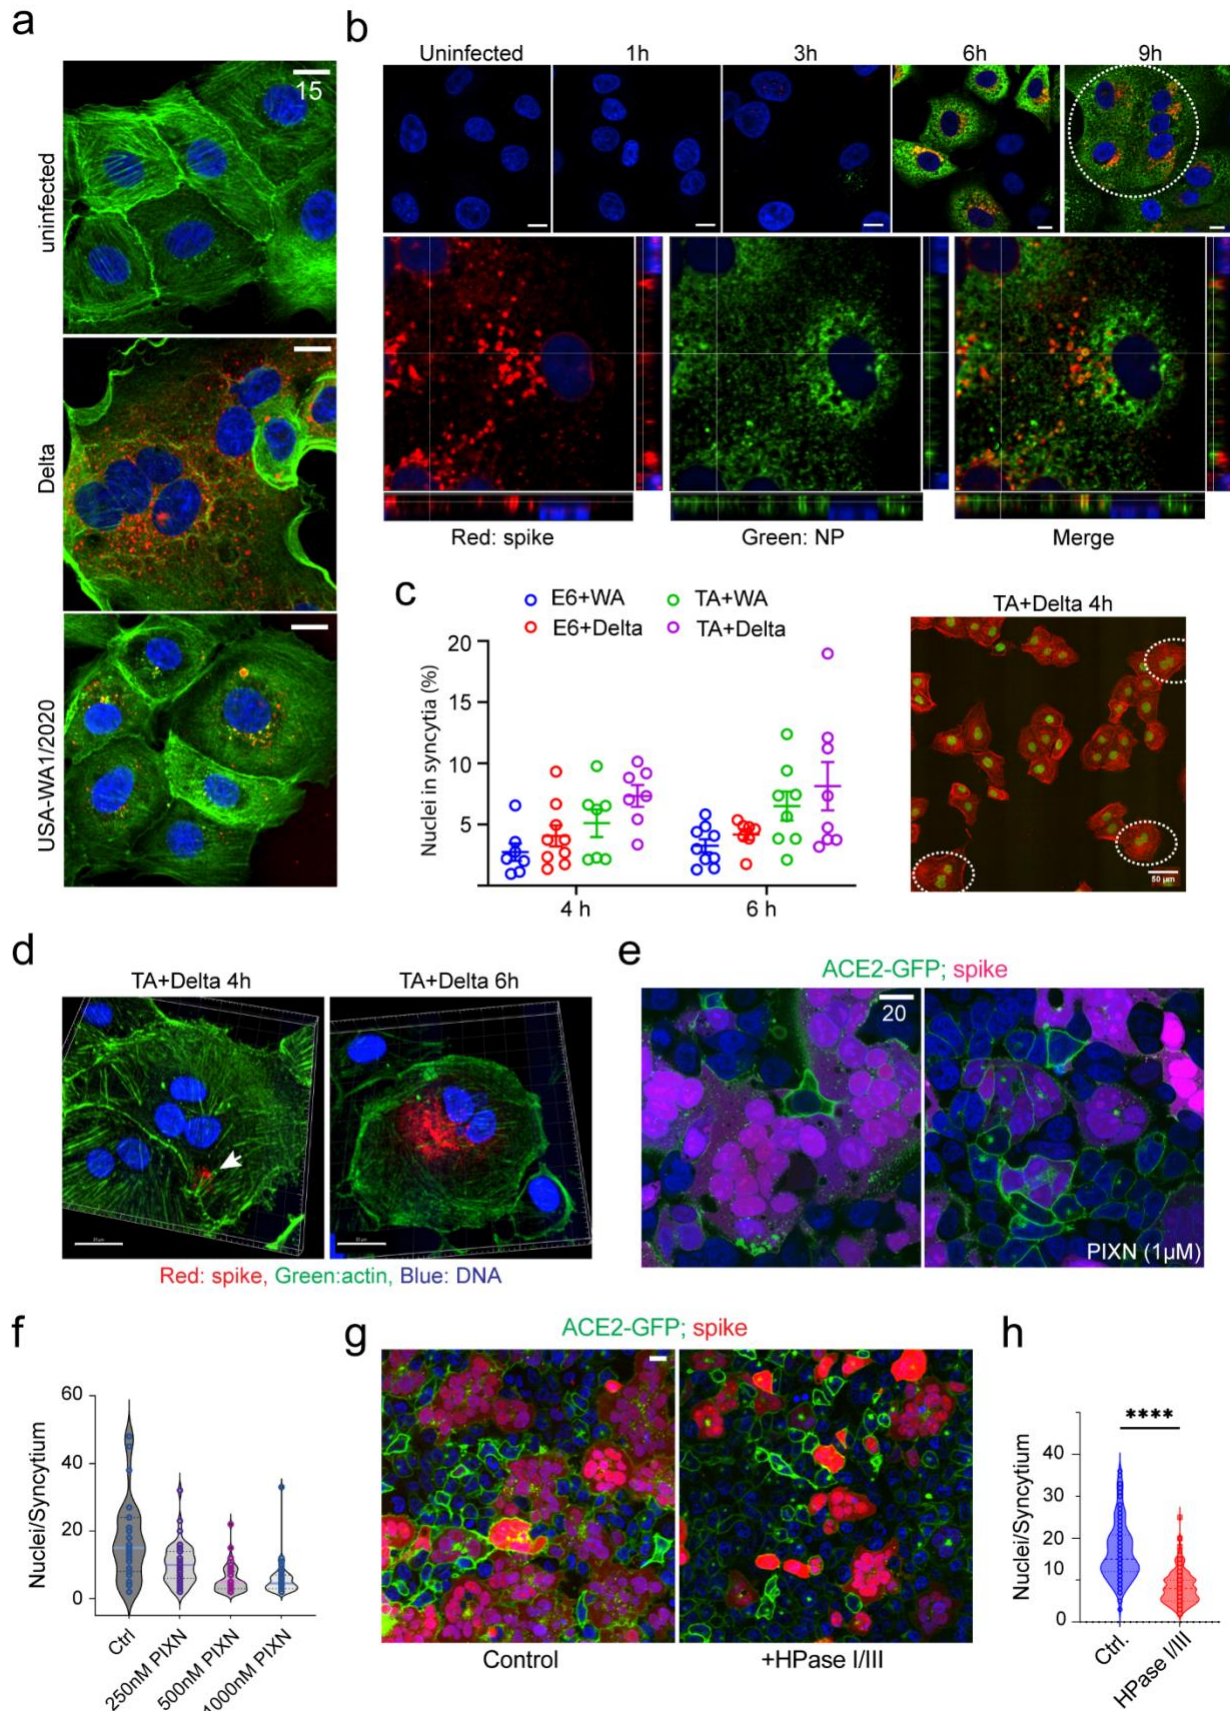 a
15
uninfected
Delta
USA-WA1/2020
b
Uninfected
1h
3h
6h
9h
Red: spike
Green: NP
Merge
c
E6+WA
TA+WA
E6+Delta
TA+Delta
Nuclei in syncytia (%)
20
15
10
5
4 h
6 h
TA+Delta 4h
50 µm
d
TA+Delta 4h
TA+Delta 6h
Red: spike, Green:actin, Blue: DNA
e
ACE2-GFP; spike
20
PIXN (1µM)
f
Nuclei/Syncytium
60
40
20
0
Ctrl
250nM PIXN
500nM PIXN
1000nM PIXN
g
ACE2-GFP; spike
Control
+HPase I/III
h
****
Nuclei/Syncytium
40
30
20
10
0
Ctrl.
HPase I/III